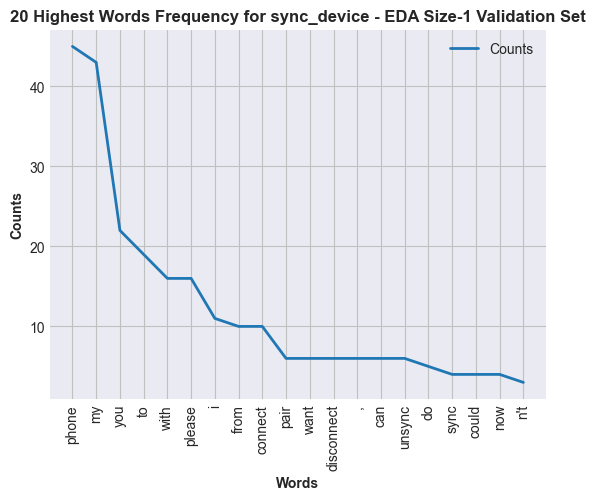 20 Highest Words Frequency for sync_device - EDA Size-1 Validation Set
Counts
40
30
20
10
Counts
phone
my
you
to
with
please
i
from
connect
pair
want
disconnect
,
can
unsync
do
sync
could
now
n't
Words